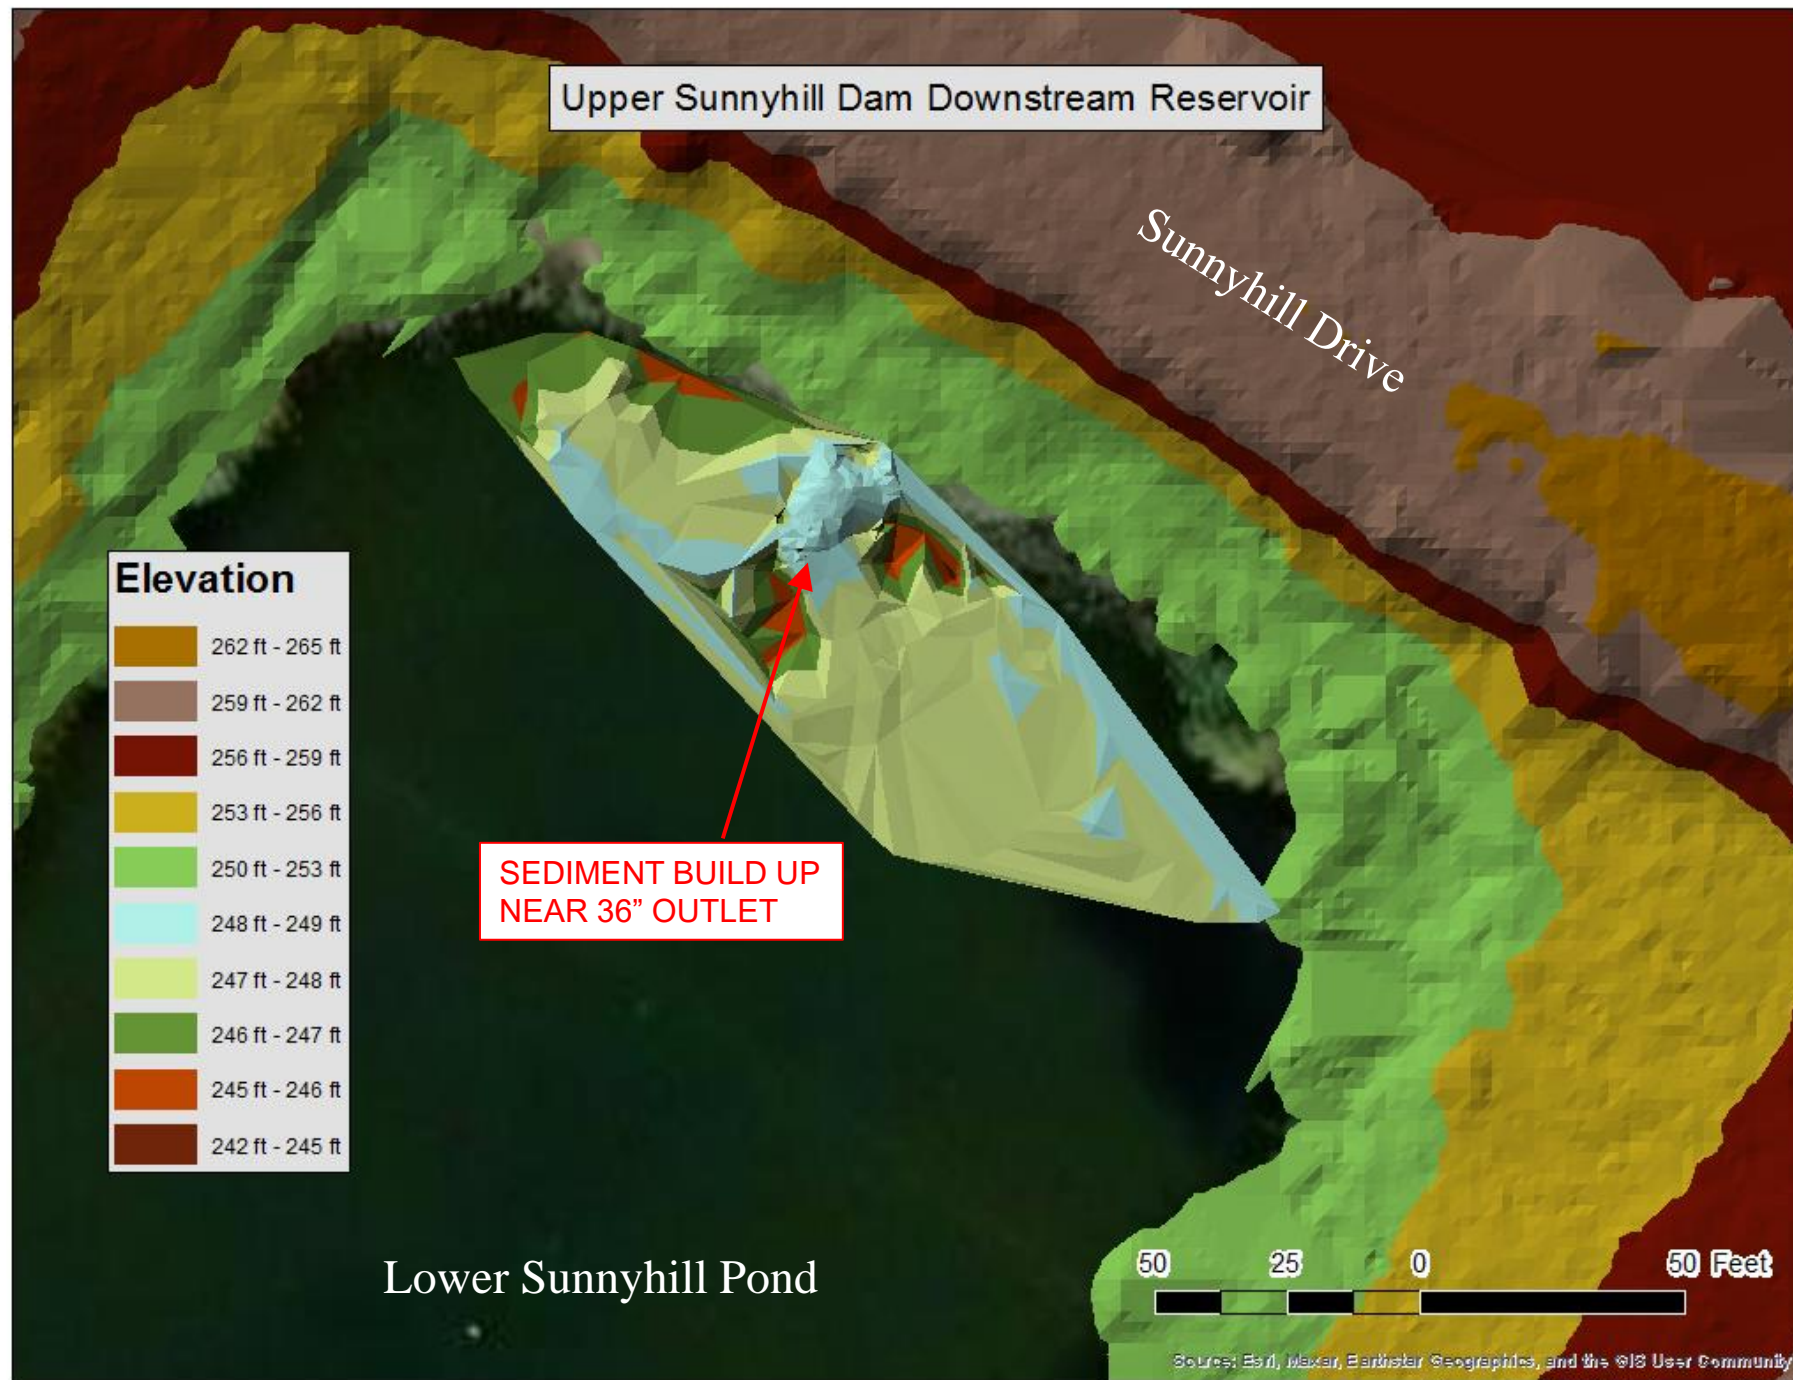 Upper Sunnyhill Dam Downstream Reservoir
Sunnyhill Drive
Elevation
262 ft - 265 ft
259 ft - 262 ft
256 ft - 259 ft
253 ft - 256 ft
250 ft - 253 ft
248 ft - 249 ft
247 ft - 248 ft
246 ft - 247 ft
245 ft - 246 ft
242 ft - 245 ft
SEDIMENT BUILD UP
NEAR 36” OUTLET
Lower Sunnyhill Pond
50 25 0 50 Feet
Source: Esri, Maxar, Earthstar Geographics, and the GIS User Community